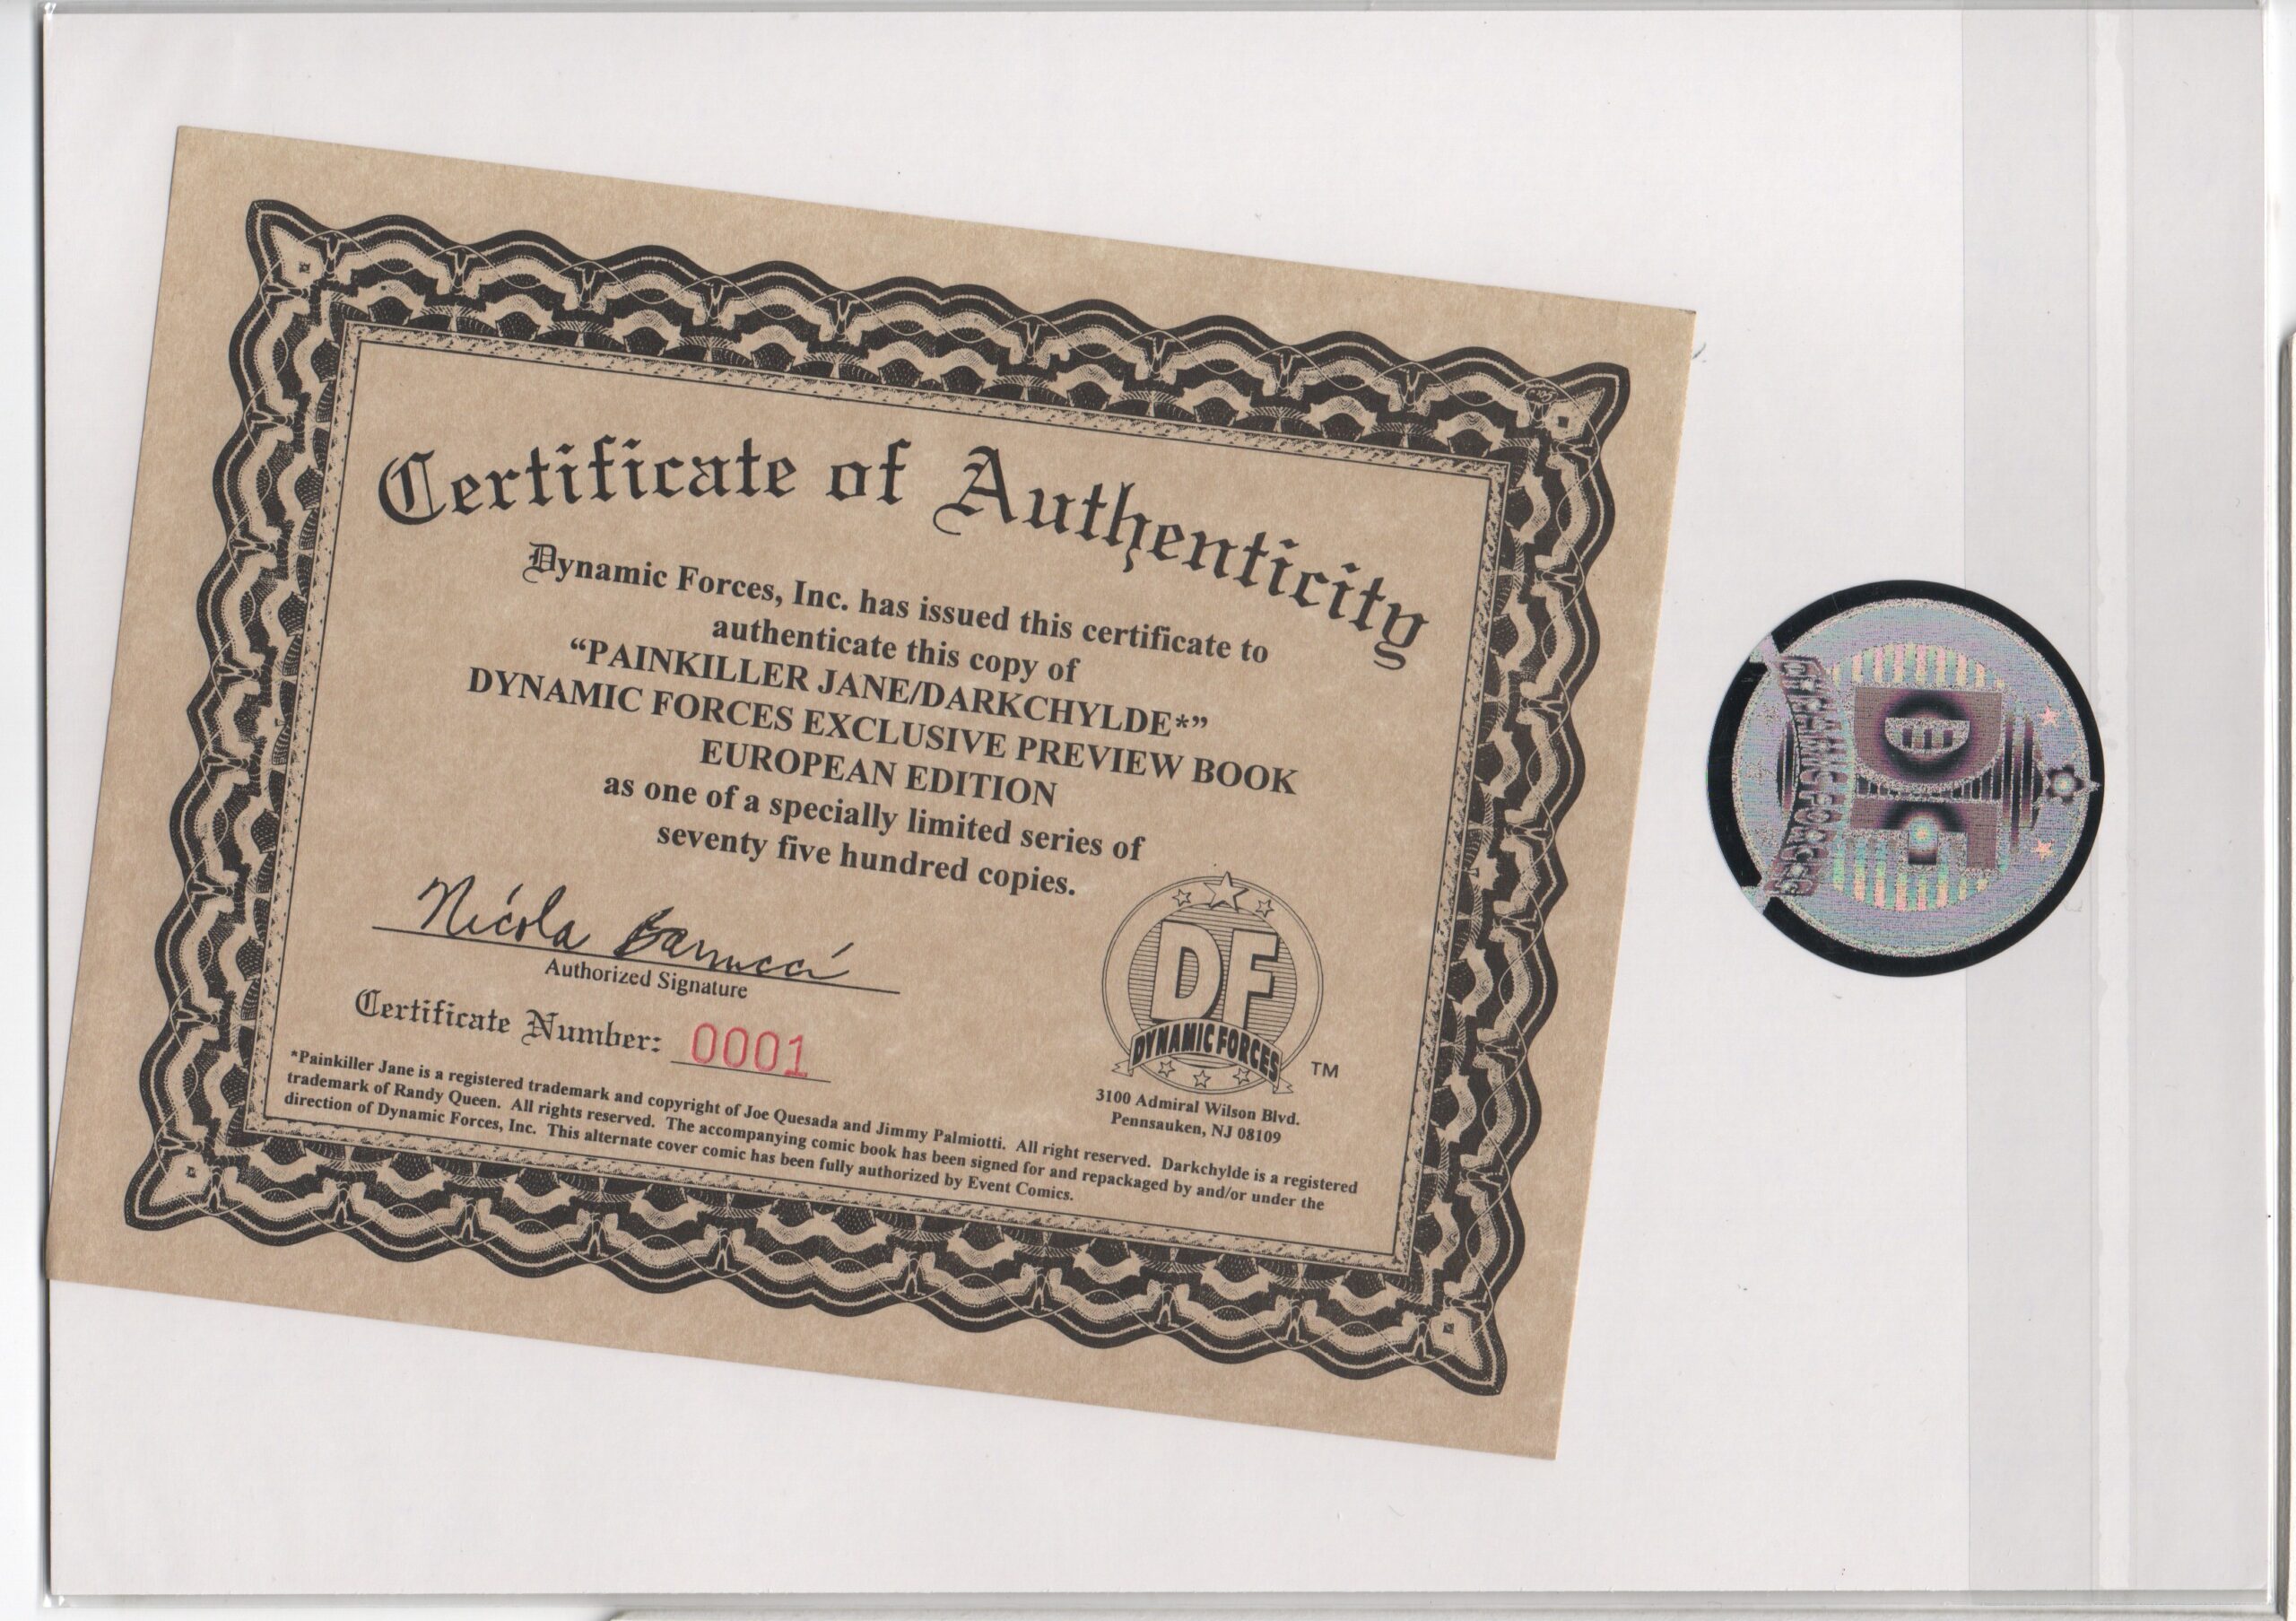 Certificate of Authenticity
Dynamic Forces, Inc. has issued this certificate to
authenticate this copy of
“PAINKILLER JANE/DARKCHYLDE*”
DYNAMIC FORCES EXCLUSIVE PREVIEW BOOK
EUROPEAN EDITION
as one of a specially limited series of
seventy five hundred copies.
Nicola Barrucci
Authorized Signature
Certificate Number: 0001
DF
DYNAMIC FORCES
TM
3100 Admiral Wilson Blvd.
Pennsauken, NJ 08109
*Painkiller Jane is a registered trademark and copyright of Joe Quesada and Jimmy Palmiotti. All right reserved. Darkchylde is a registered
trademark of Randy Queen. All rights reserved. The accompanying comic book has been signed for and repackaged by and/or under the
direction of Dynamic Forces, Inc. This alternate cover comic has been fully authorized by Event Comics.
DF
DYNAMIC FORCES